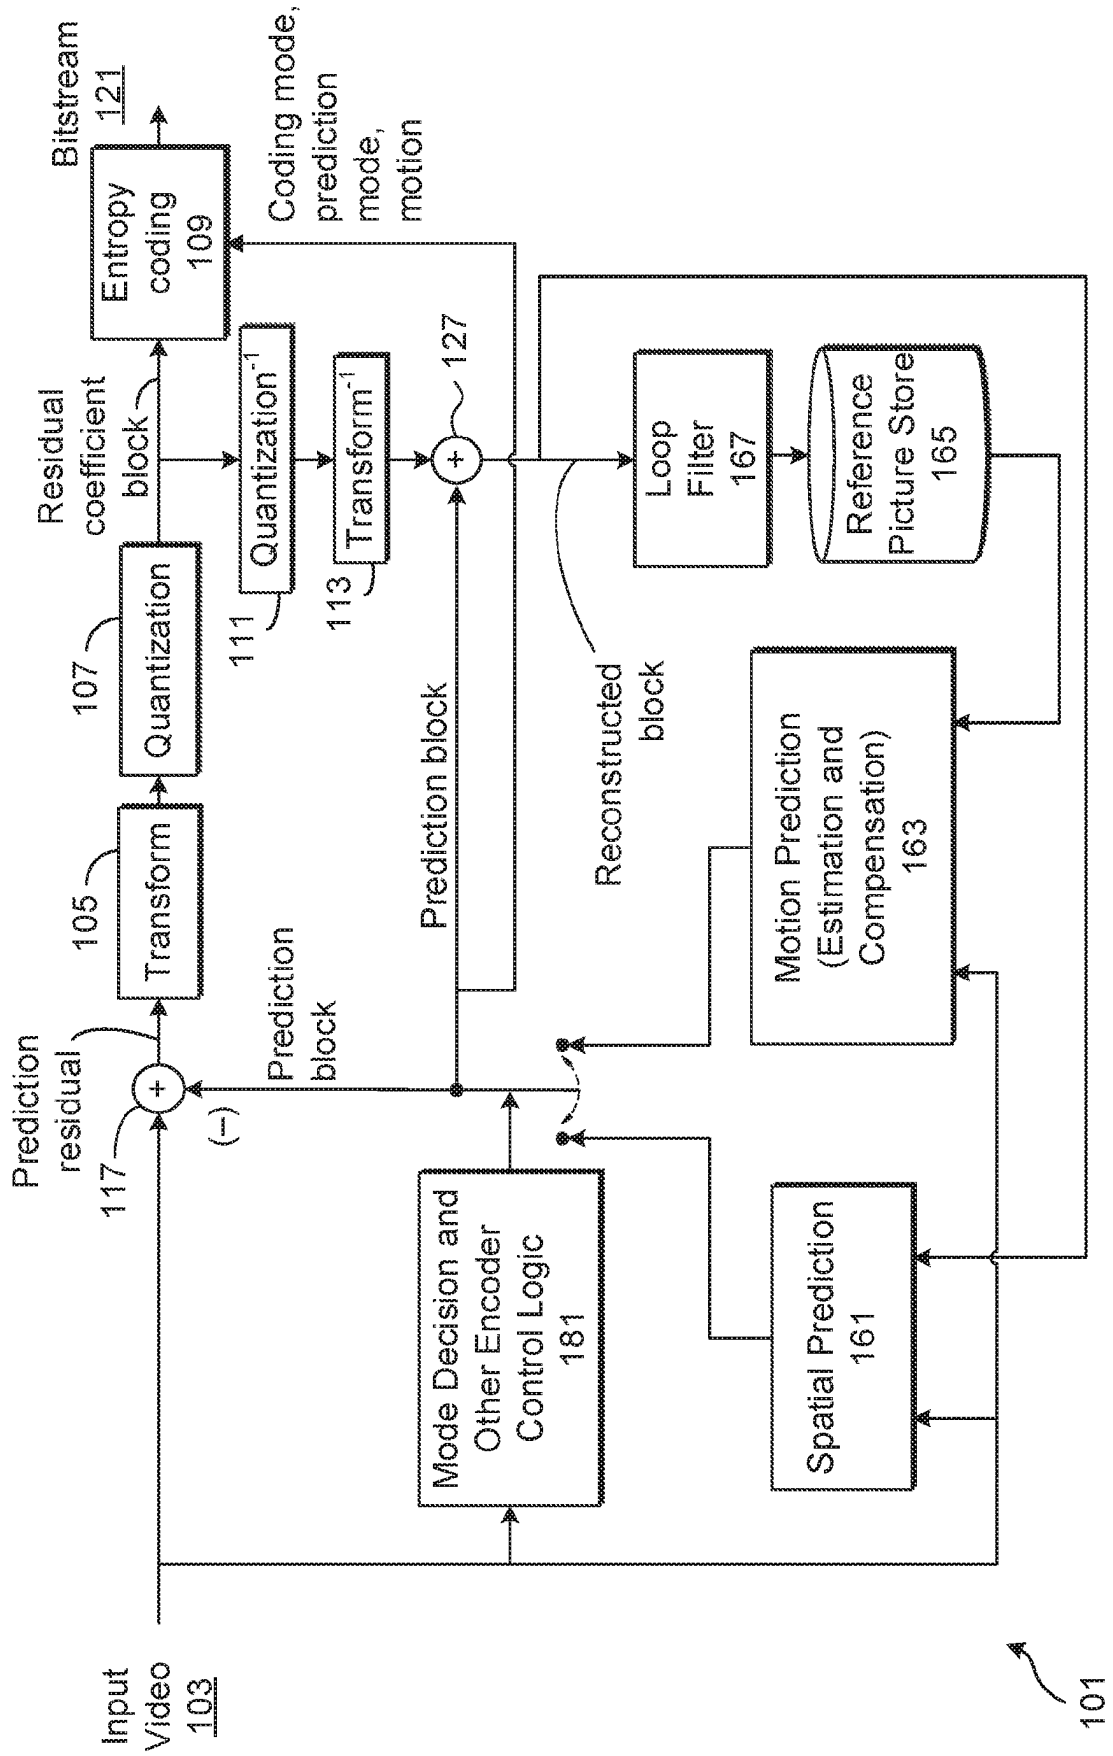 Input
Video
103
Prediction
residual
117
(−)
Prediction
block
105
Transform
107
Quantization
Residual
coefficient
block
Entropy
coding
109
Bitstream
121
Coding mode,
prediction
mode,
motion
111
Quantization-1
113
Transform-1
127
Prediction block
Mode Decision and
Other Encoder
Control Logic
181
Reconstructed
block
Loop
Filter
167
Reference
Picture Store
165
Motion Prediction
(Estimation and
Compensation)
163
Spatial Prediction
161
101
+
+